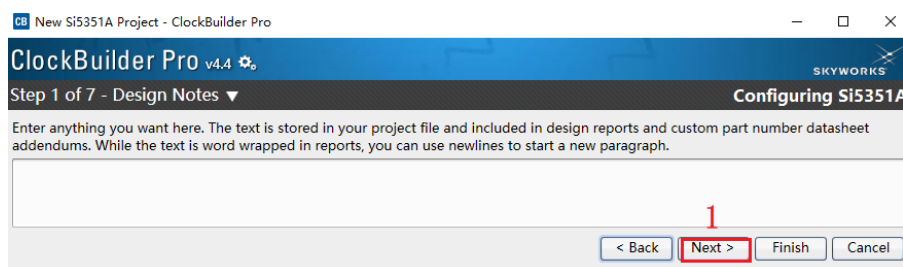 CB New Si5351A Project - ClockBuilder Pro
ClockBuilder Pro v4.4
SKYWORKS
Step 1 of 7 - Design Notes ▼
Configuring Si5351A
Enter anything you want here. The text is stored in your project file and included in design reports and custom part number datasheet
addendums. While the text is word wrapped in reports, you can use newlines to start a new paragraph.
1
< Back
Next >
Finish
Cancel